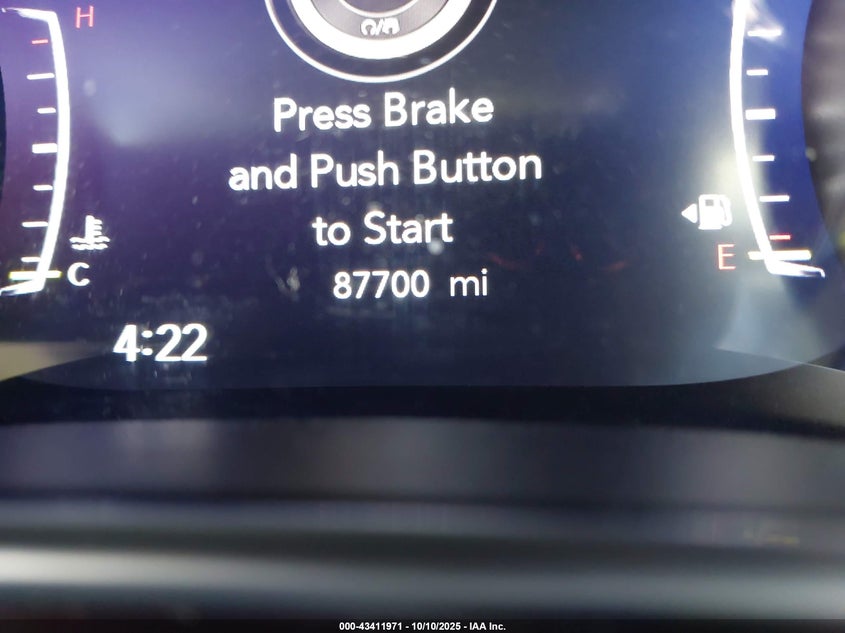 H
Press Brake
and Push Button
to Start
E
C
87700 mi
4:22
000-43411971 - 10/10/2025 - IAA Inc.